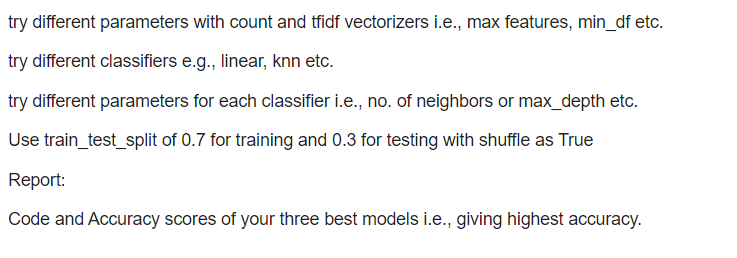 try different parameters with count and tfidf vectorizers i.e., max features, min_df etc.
try different classifiers e.g., linear, knn etc.
try different parameters for each classifier i.e., no. of neighbors or max_depth etc.
Use train_test_split of 0.7 for training and 0.3 for testing with shuffle as True
Report:
Code and Accuracy scores of your three best models i.e., giving highest accuracy.